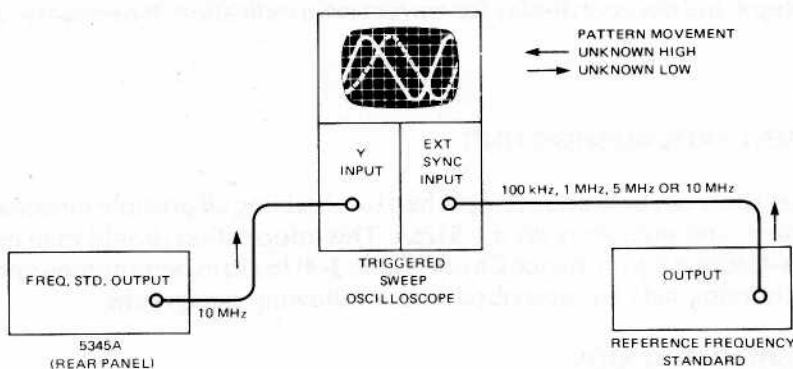 PATTERN MOVEMENT
UNKNOWN HIGH
UNKNOWN LOW
Y
INPUT
EXT
SYNC
INPUT
100 kHz, 1 MHz, 5 MHz OR 10 MHz
TRIGGERED
SWEEP
OSCILLOSCOPE
FREQ. STD. OUTPUT
10 MHz
5345A
(REAR PANEL)
OUTPUT
REFERENCE FREQUENCY
STANDARD